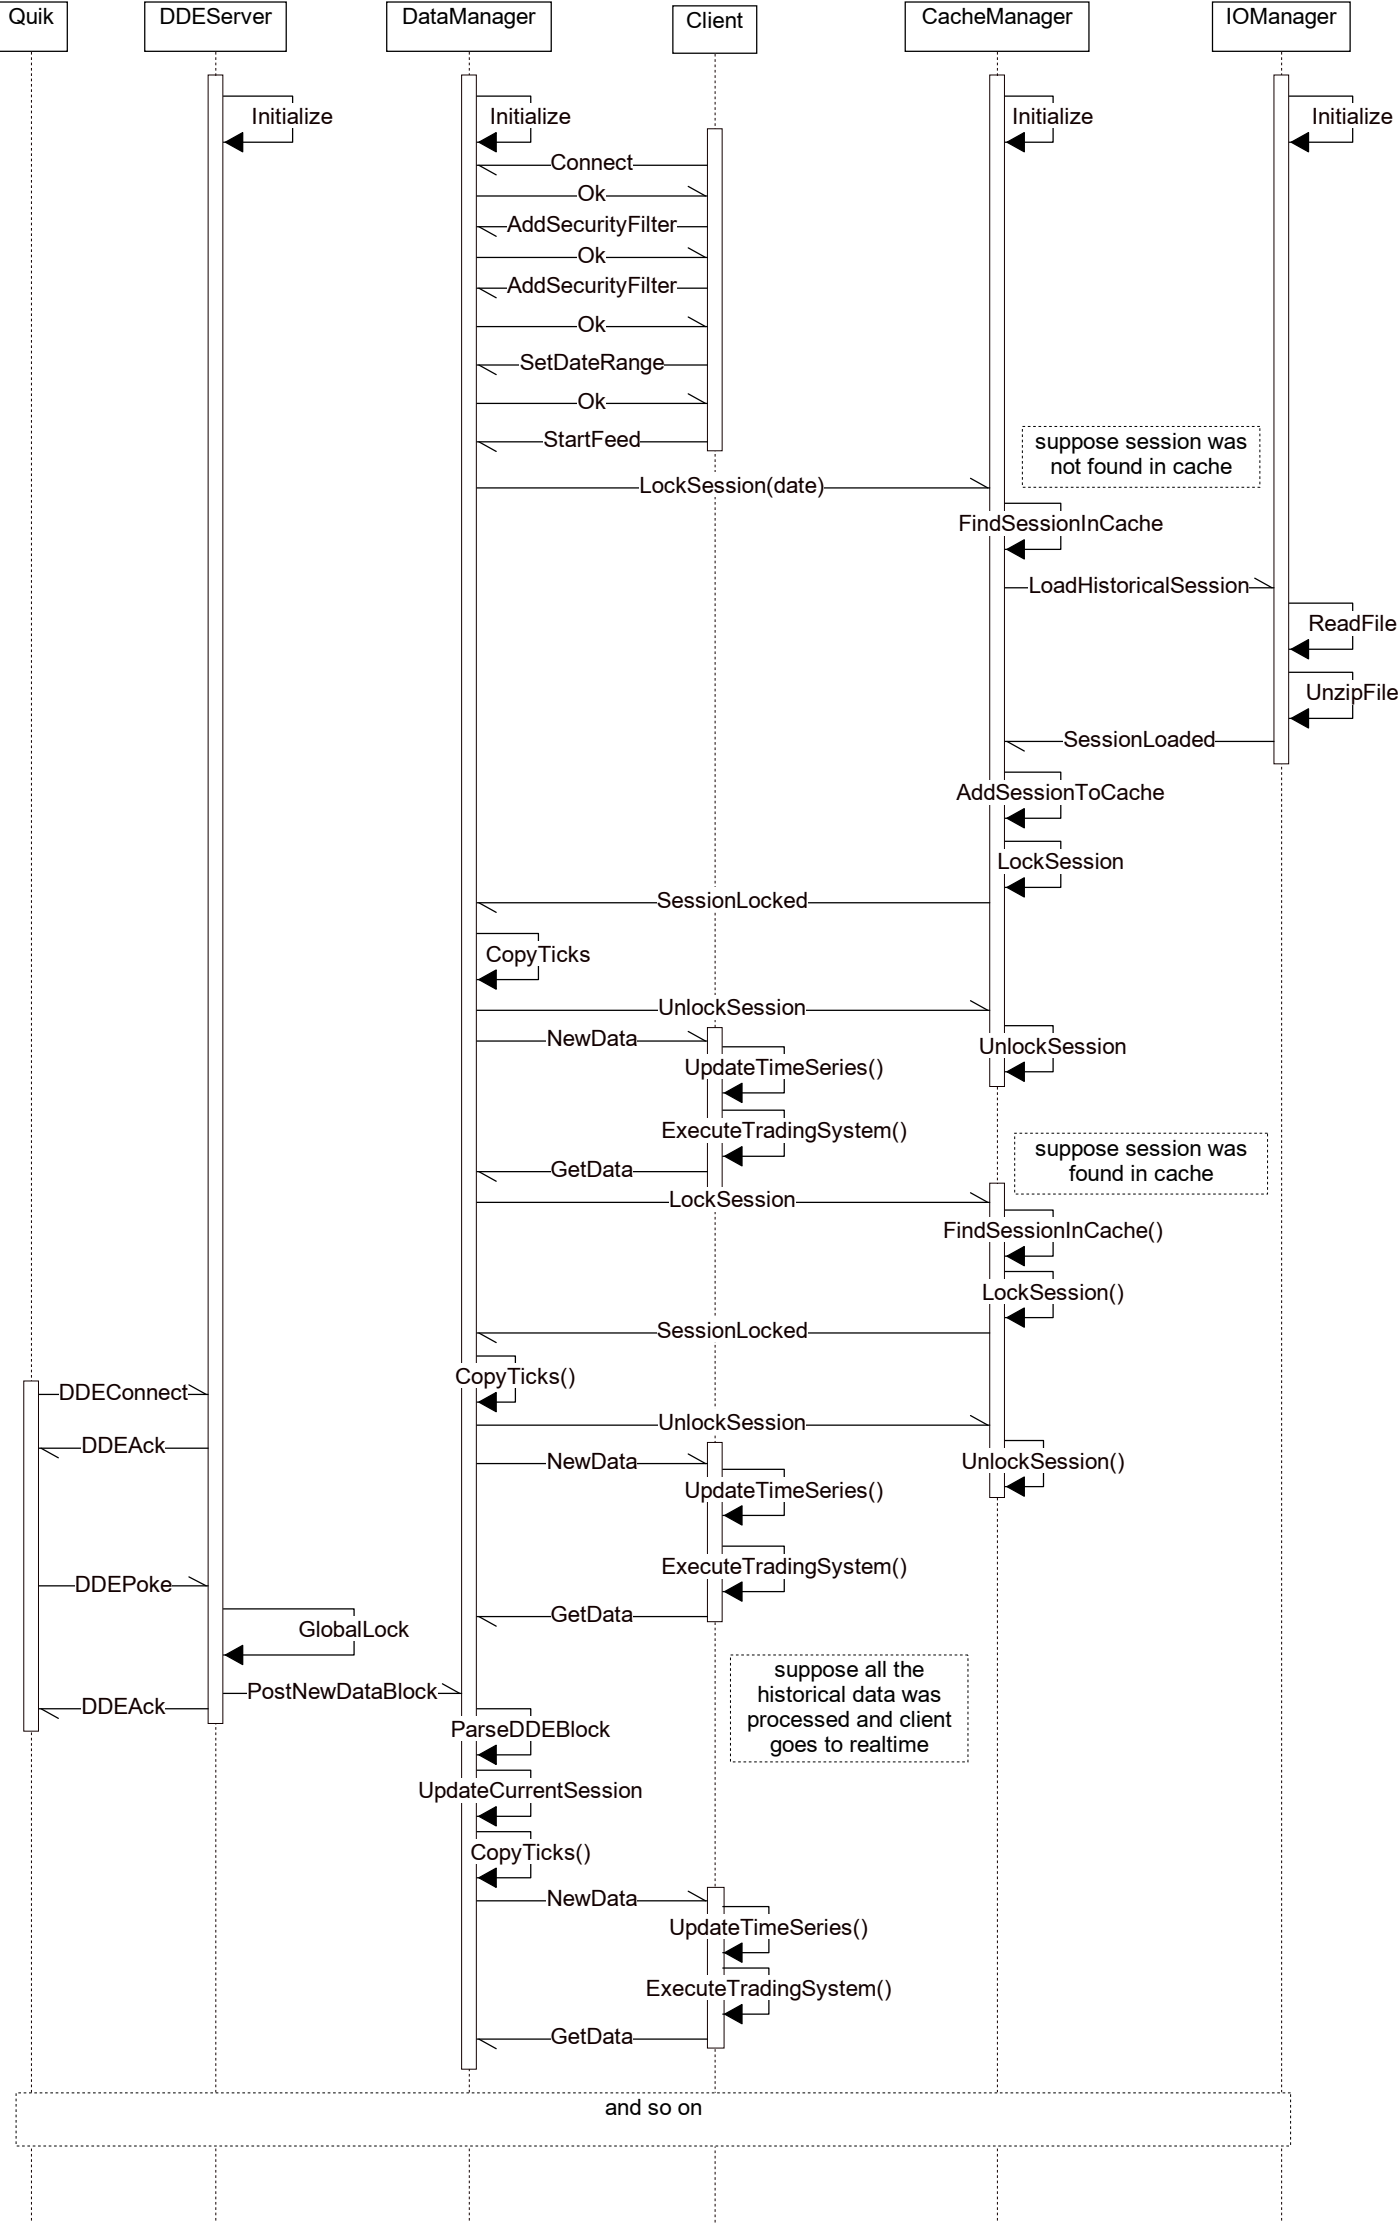 Quik
DDEServer
DataManager
Client
CacheManager
IOManager
Initialize
Initialize
Initialize
Initialize
Connect
Ok
AddSecurityFilter
Ok
AddSecurityFilter
Ok
SetDateRange
Ok
StartFeed
suppose session was
not found in cache
LockSession(date)
FindSessionInCache
LoadHistoricalSession
ReadFile
UnzipFile
SessionLoaded
AddSessionToCache
LockSession
SessionLocked
CopyTicks
UnlockSession
NewData
UnlockSession
UpdateTimeSeries()
ExecuteTradingSystem()
suppose session was
found in cache
GetData
LockSession
FindSessionInCache()
LockSession()
SessionLocked
CopyTicks()
DDEConnect
UnlockSession
DDEAck
NewData
UnlockSession()
UpdateTimeSeries()
ExecuteTradingSystem()
DDEPoke
GetData
GlobalLock
suppose all the
historical data was
processed and client
goes to realtime
PostNewDataBlock
DDEAck
ParseDDEBlock
UpdateCurrentSession
CopyTicks()
NewData
UpdateTimeSeries()
ExecuteTradingSystem()
GetData
and so on